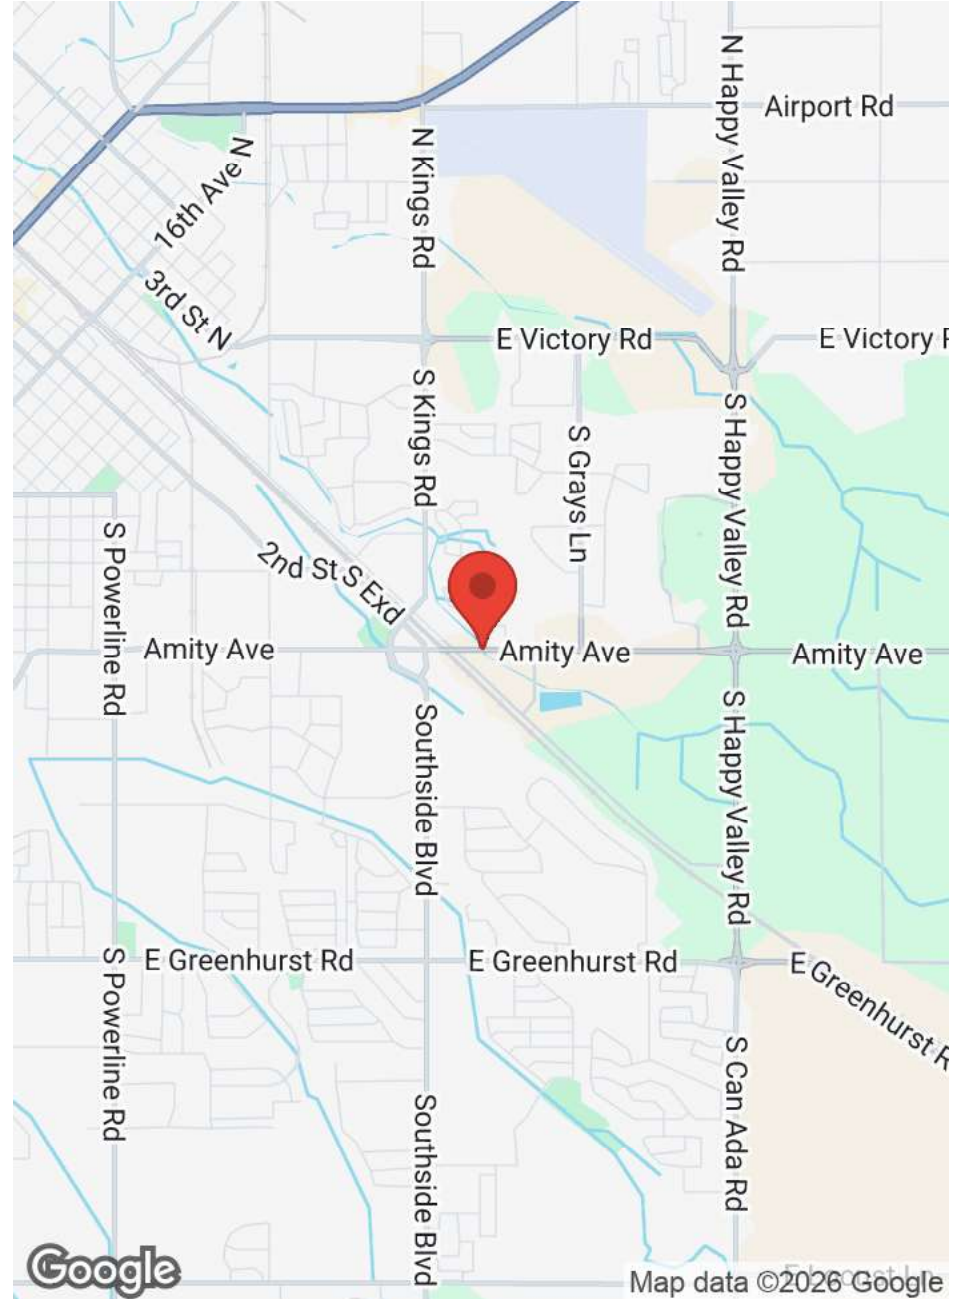 N Happy Valley Rd
Airport Rd
N Kings Rd
16th Ave N
3rd St N
E Victory Rd
E Victory R
S Kings Rd
S Happy Valley Rd
S Grays Ln
S Powerline Rd
2nd St S Exd
Amity Ave
Amity Ave
Amity Ave
S Happy Valley Rd
Southside Blvd
E Greenhurst Rd
E Greenhurst Rd
E Greenhurst R
S Powerline Rd
S Can Ada Rd
Southside Blvd
Google
Map data ©2026 Google